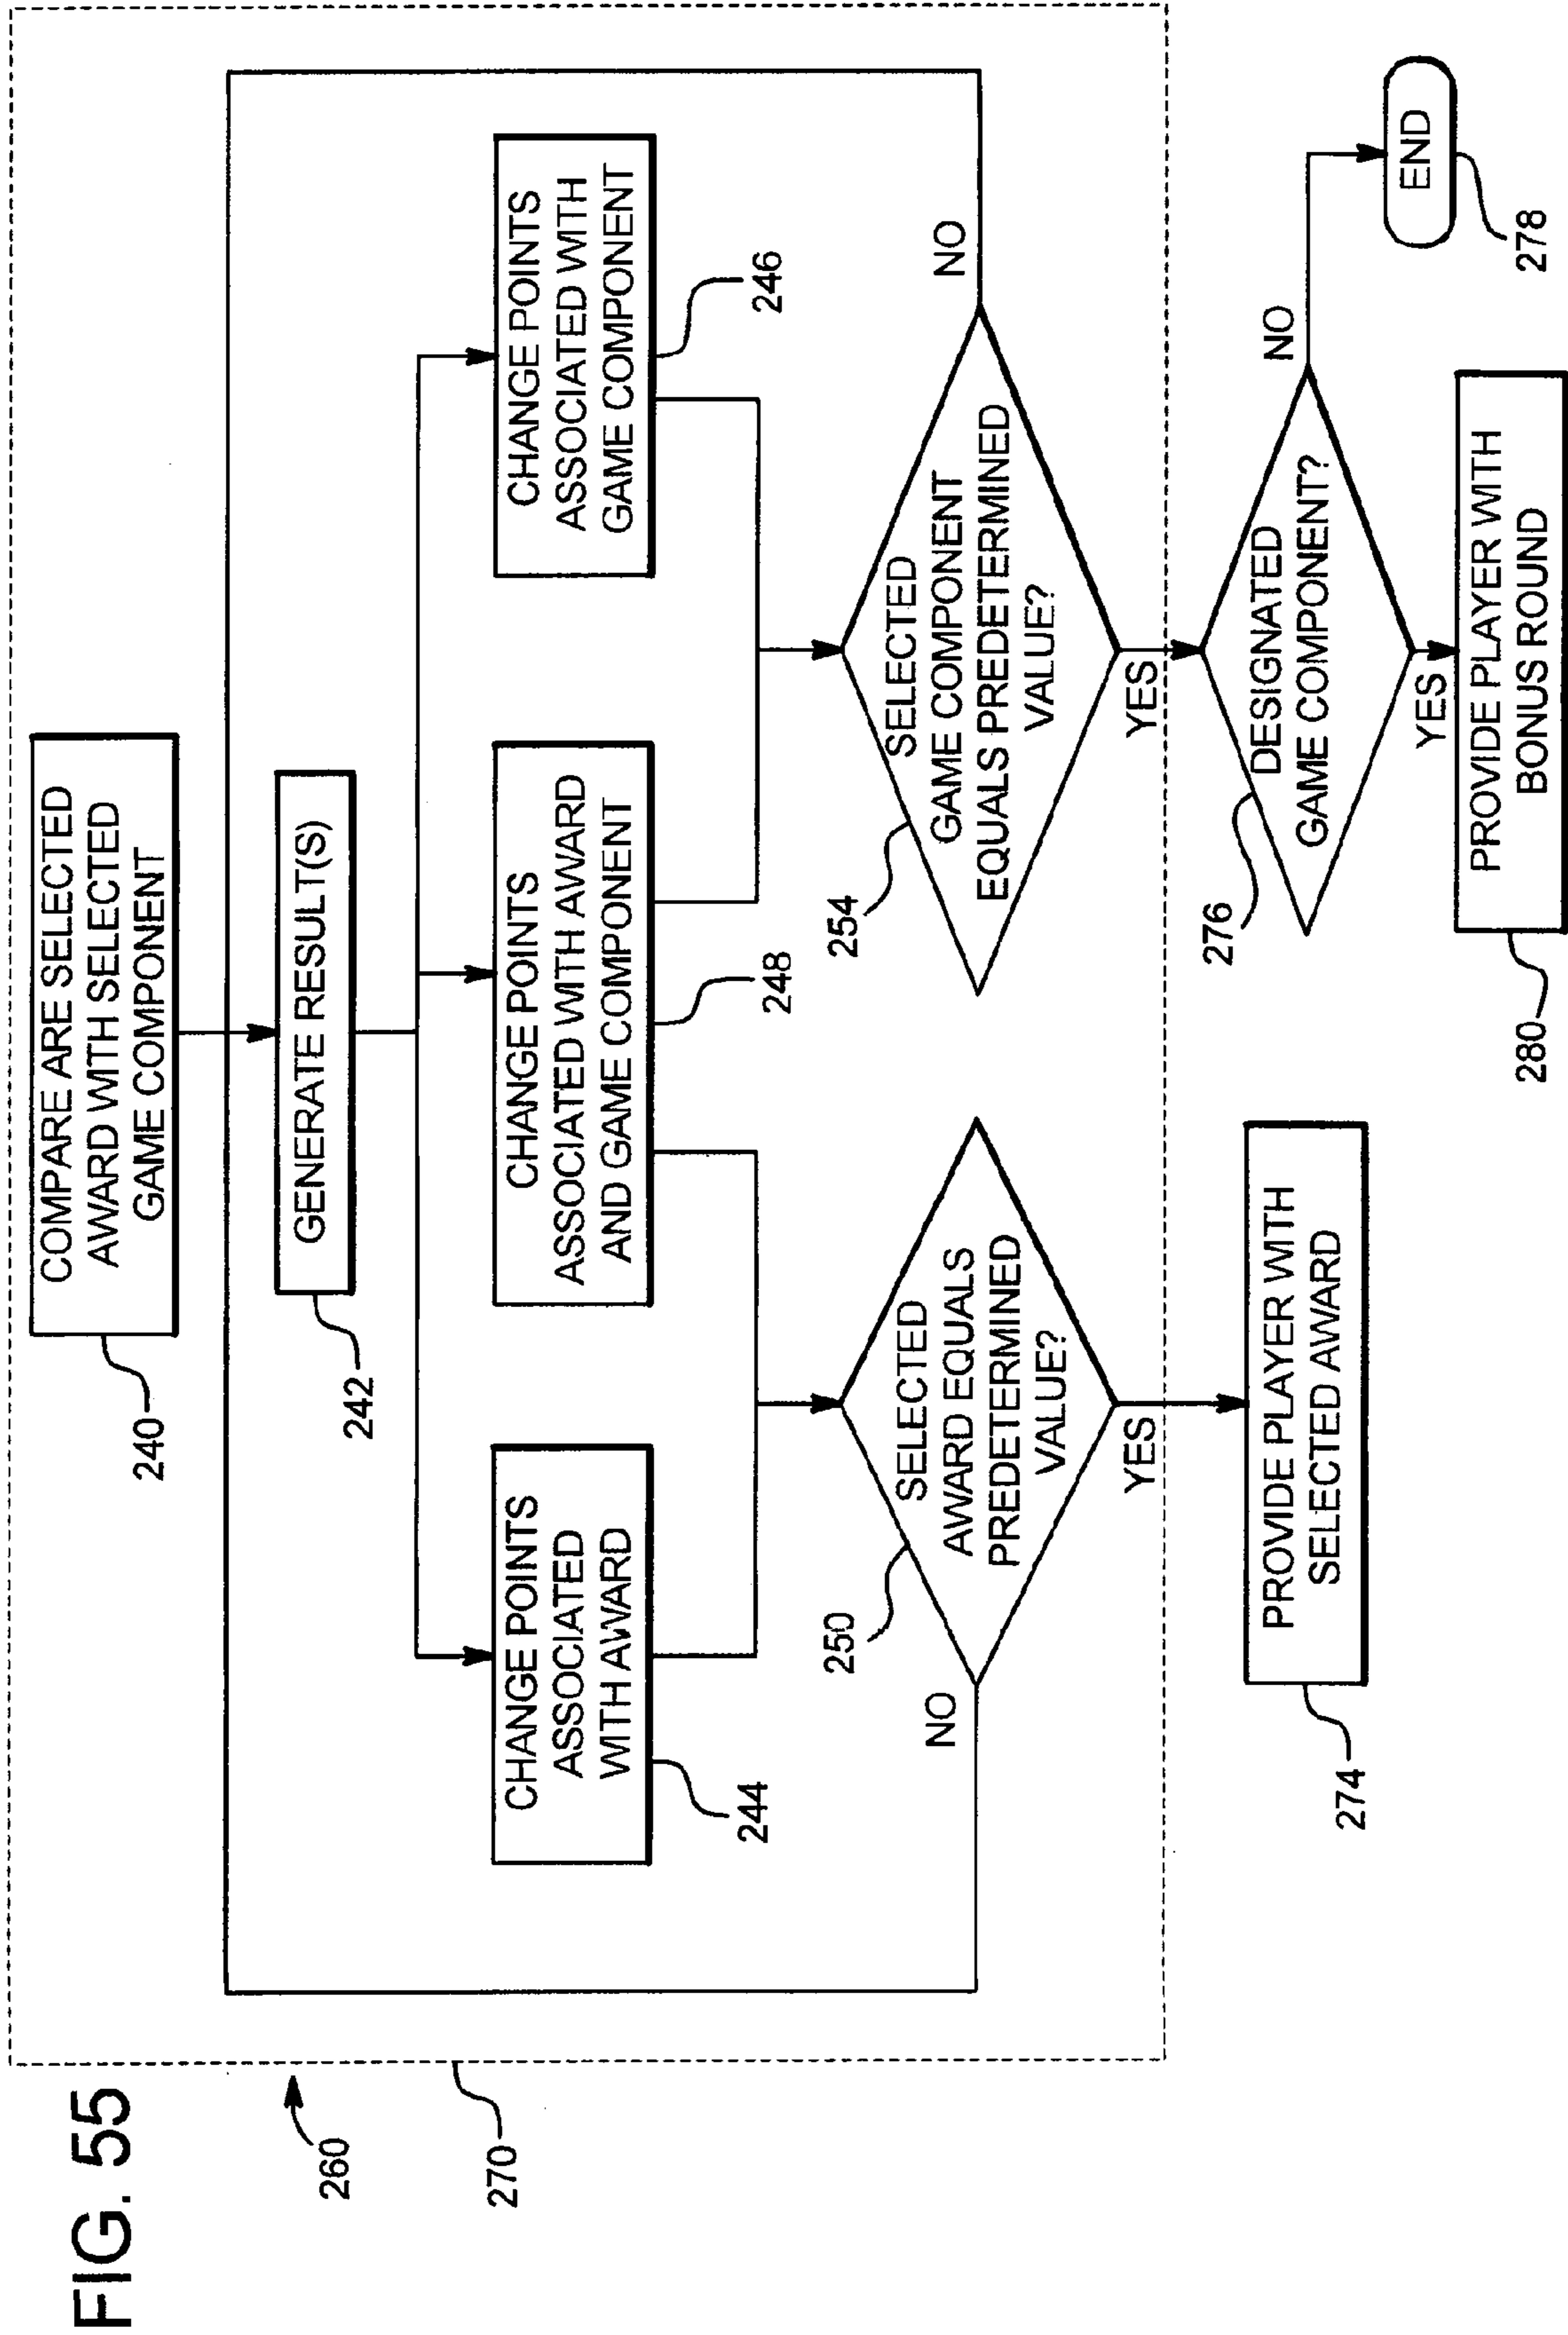 FIG. 55
260
270
COMPARE ARE SELECTED
AWARD WITH SELECTED
GAME COMPONENT
240
GENERATE RESULT(S)
242
CHANGE POINTS
ASSOCIATED
WITH AWARD
244
CHANGE POINTS
ASSOCIATED WITH AWARD
AND GAME COMPONENT
248
CHANGE POINTS
ASSOCIATED WITH
GAME COMPONENT
246
SELECTED
AWARD EQUALS
PREDETERMINED
VALUE?
250
NO
YES
SELECTED
GAME COMPONENT
EQUALS PREDETERMINED
VALUE?
254
NO
YES
PROVIDE PLAYER WITH
SELECTED AWARD
274
DESIGNATED
GAME COMPONENT?
276
NO
YES
END
278
PROVIDE PLAYER WITH
BONUS ROUND
280